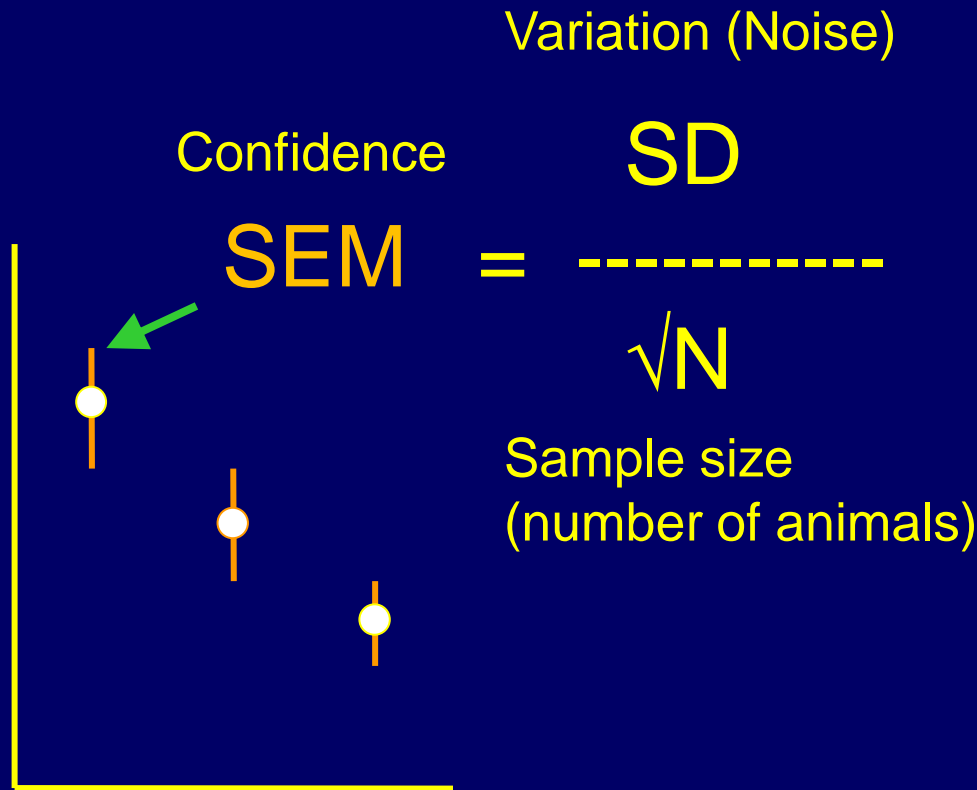 Variation (Noise)
Confidence
SD
SEM = -----------
√N
Sample size
(number of animals)